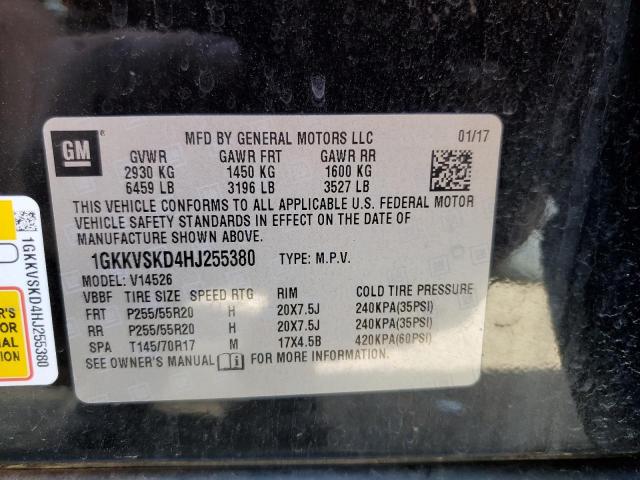 GM
MFD BY GENERAL MOTORS LLC 01/17
GVWR GAWR FRT GAWR RR
2930 KG 1450 KG 1600 KG
6459 LB 3196 LB 3527 LB
THIS VEHICLE CONFORMS TO ALL APPLICABLE U.S. FEDERAL MOTOR
VEHICLE SAFETY STANDARDS IN EFFECT ON THE DATE OF
MANUFACTURE SHOWN ABOVE.
1GKKVSKD4HJ255380 TYPE: M.P.V.
MODEL: V14526
VBBF TIRE SIZE SPEED RTG RIM COLD TIRE PRESSURE
FRT P255/55R20 H 20X7.5J 240KPA(35PSI)
RR P255/55R20 H 20X7.5J 240KPA(35PSI)
SPA T145/70R17 M 17X4.5B 420KPA(60PSI)
SEE OWNER'S MANUAL FOR MORE INFORMATION.
1GKKVSKD4HJ255380